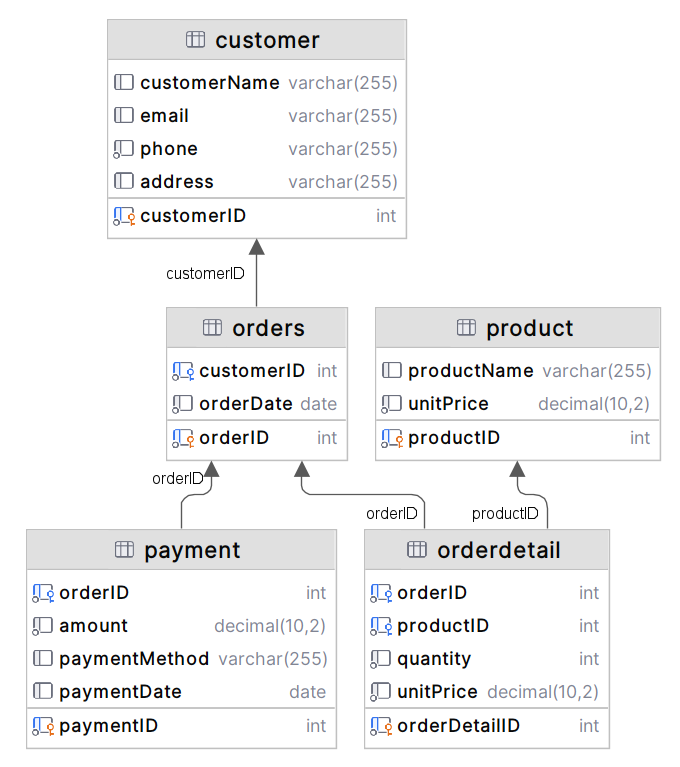 customer
customerName varchar(255)
email varchar(255)
phone varchar(255)
address varchar(255)
customerID int
customerID
orders
customerID int
orderDate date
orderID int
product
productName varchar(255)
unitPrice decimal(10,2)
productID int
orderID
orderID
productID
payment
orderID int
amount decimal(10,2)
paymentMethod varchar(255)
paymentDate date
paymentID int
orderdetail
orderID int
productID int
quantity int
unitPrice decimal(10,2)
orderDetailID int